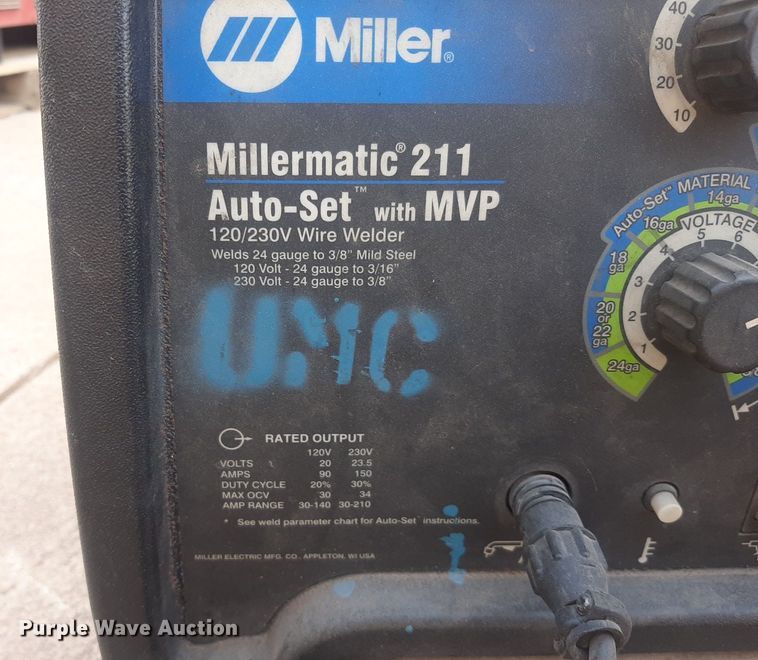 Miller®
Millermatic® 211
Auto-Set™ with MVP
120/230V Wire Welder
Welds 24 gauge to 3/8" Mild Steel
120 Volt - 24 gauge to 3/16"
230 Volt - 24 gauge to 3/8"
UMC
RATED OUTPUT
120V 230V
VOLTS 20 23.5
AMPS 90 150
DUTY CYCLE 20% 30%
MAX OCV 30 34
AMP RANGE 30-140 30-210
* See weld parameter chart for Auto-Set instructions.
MILLER ELECTRIC MFG. CO., APPLETON, WI USA
40
30
20
10
Auto-Set™ MATERIAL
14ga
16ga
18 ga
20 or 22 ga
24ga
VOLTAGE
6
5
4
3
2
1
Purple Wave Auction